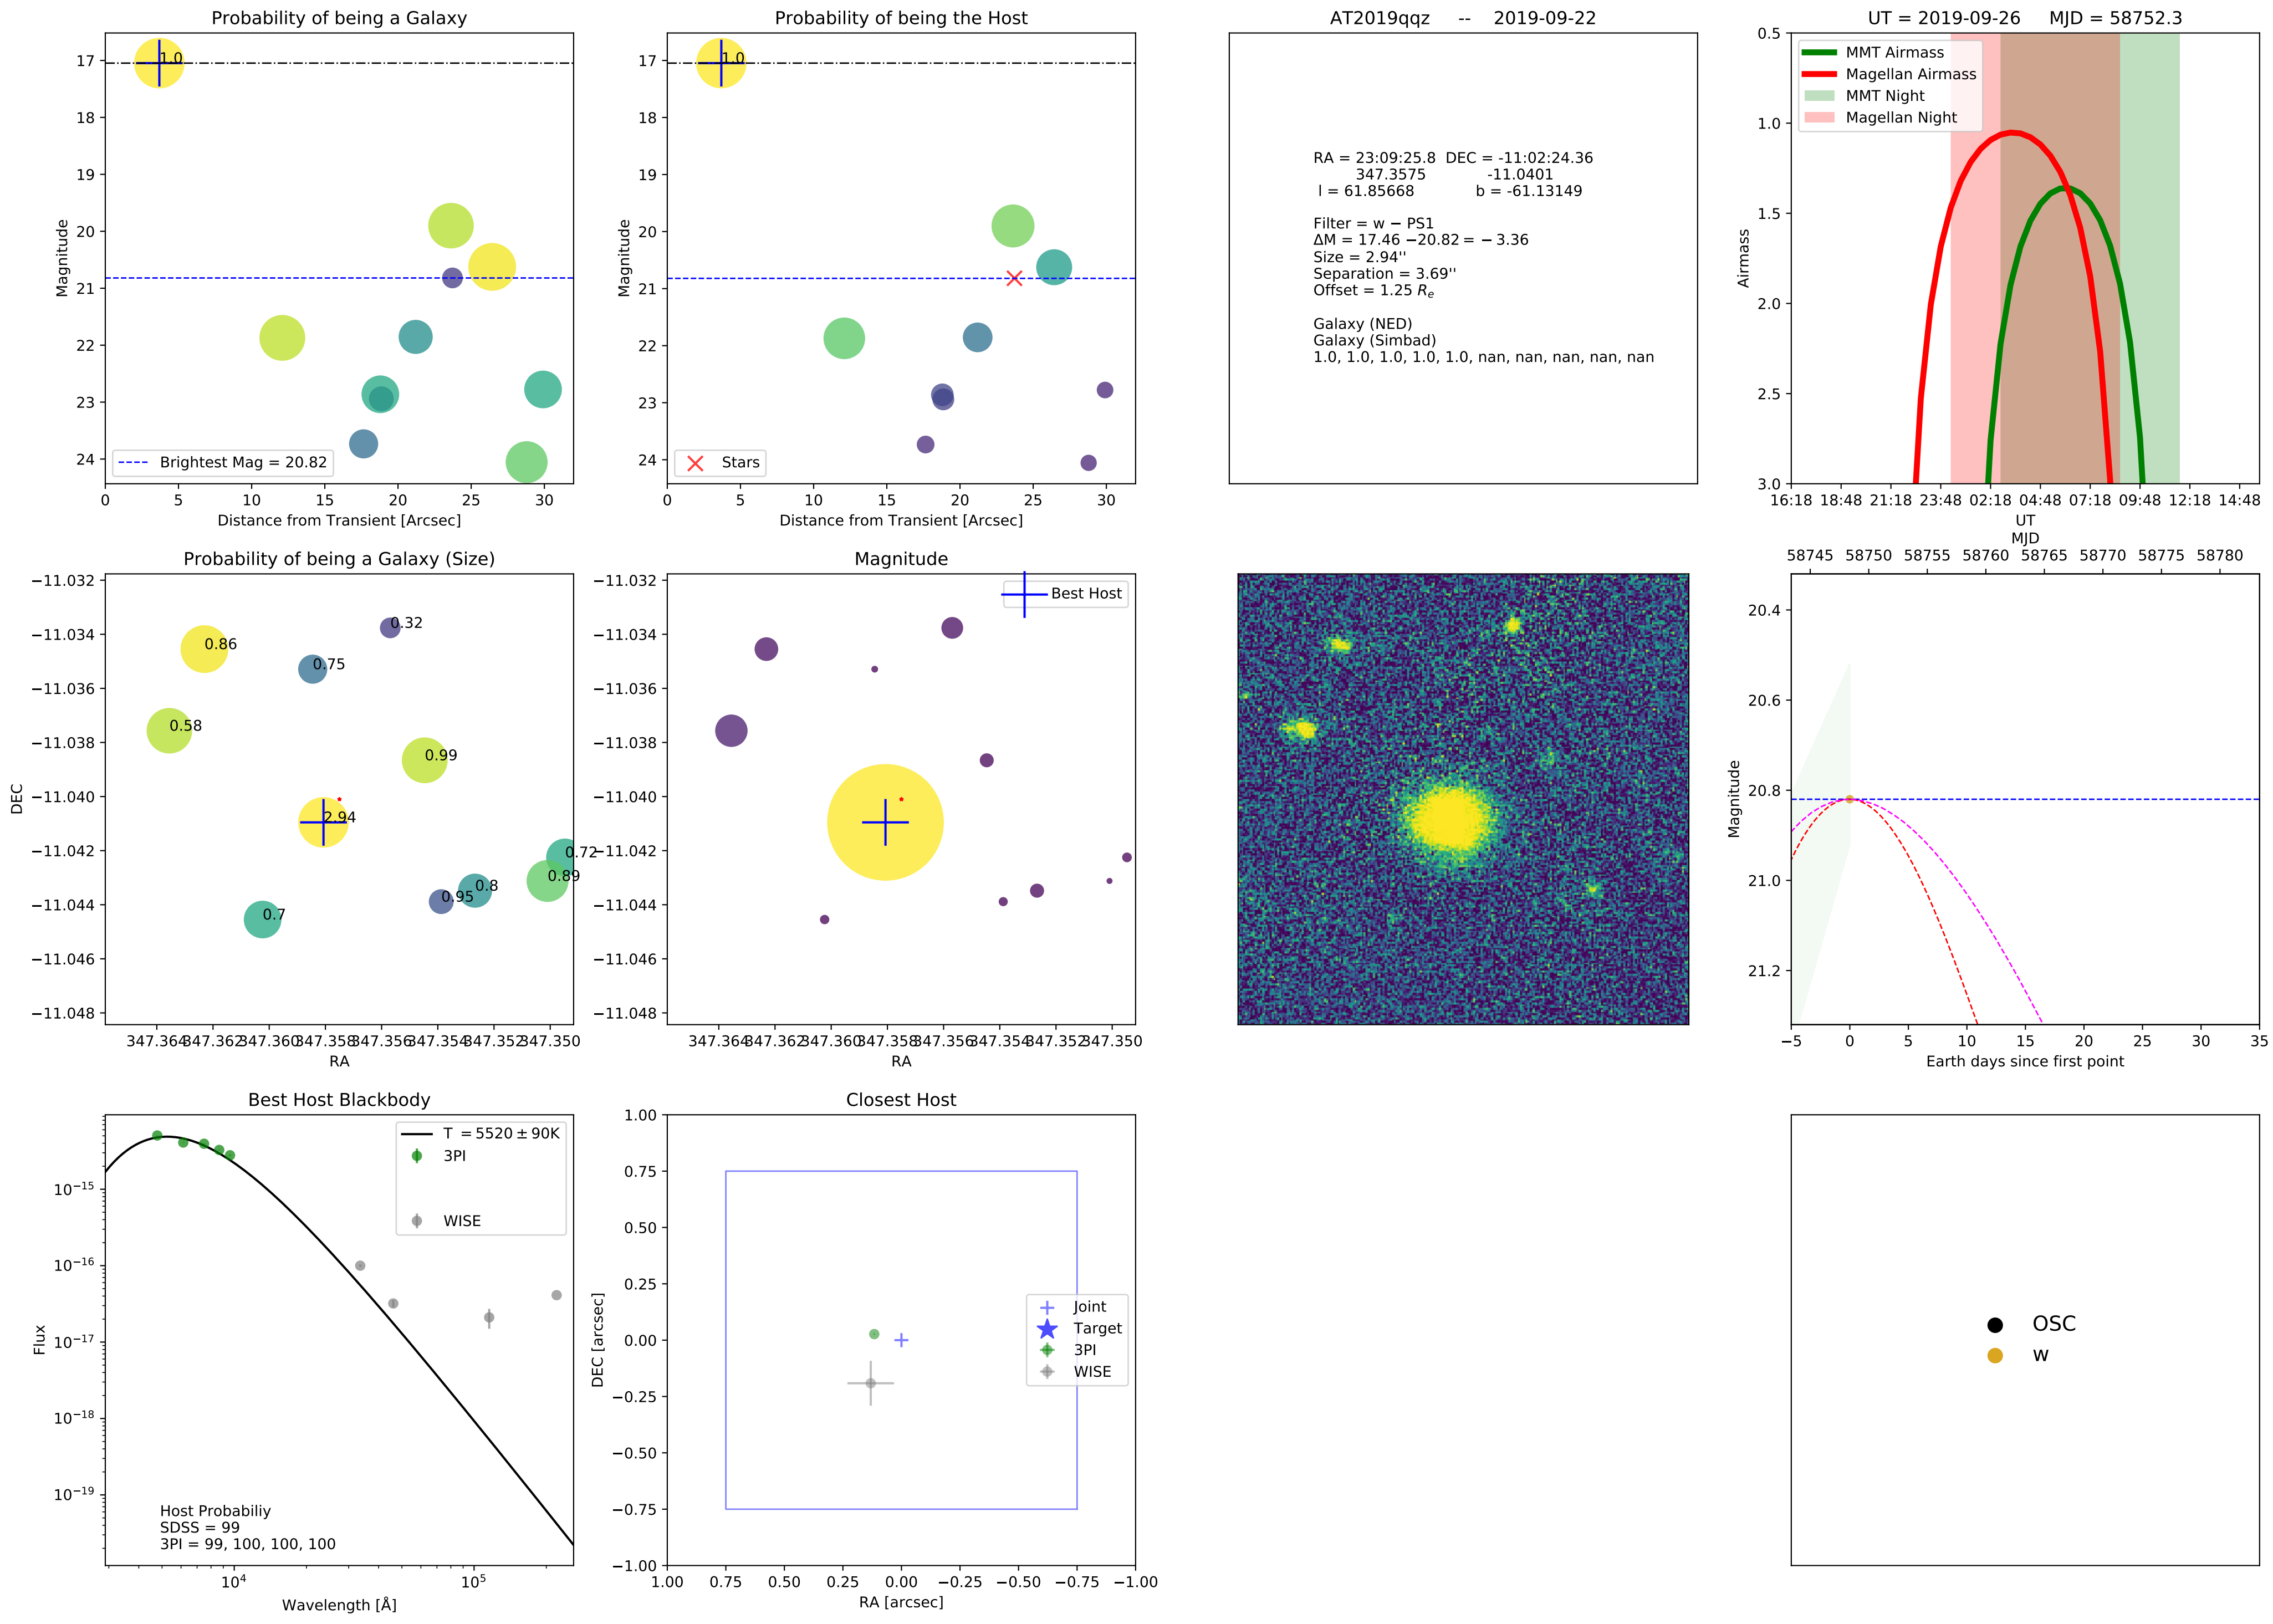 Probability of being a Galaxy
17
18
19
20
21
22
23
24
Magnitude
1.0
Brightest Mag = 20.82
0 5 10 15 20 25 30
Distance from Transient [Arcsec]
Probability of being the Host
17
18
19
20
21
22
23
24
Magnitude
1.0
Stars
0 5 10 15 20 25 30
Distance from Transient [Arcsec]
AT2019qqz -- 2019-09-22
RA = 23:09:25.8 DEC = -11:02:24.36
347.3575 -11.0401
l = 61.85668 b = -61.13149
Filter = w − PS1
ΔM = 17.46 −20.82 = − 3.36
Size = 2.94''
Separation = 3.69''
Offset = 1.25 Re
Galaxy (NED)
Galaxy (Simbad)
1.0, 1.0, 1.0, 1.0, 1.0, nan, nan, nan, nan, nan
UT = 2019-09-26 MJD = 58752.3
0.5
1.0
1.5
2.0
2.5
3.0
Airmass
MMT Airmass
Magellan Airmass
MMT Night
Magellan Night
16:18 18:48 21:18 23:48 02:18 04:48 07:18 09:48 12:18 14:48
UT
Probability of being a Galaxy (Size)
−11.032
−11.034
−11.036
−11.038
−11.040
−11.042
−11.044
−11.046
−11.048
DEC
0.32
0.86
0.75
0.58
0.99
2.94
0.72
0.89
0.8
0.95
0.7
347.364 347.362 347.360 347.358 347.356 347.354 347.352 347.350
RA
Magnitude
−11.032
−11.034
−11.036
−11.038
−11.040
−11.042
−11.044
−11.046
−11.048
Best Host
347.364 347.362 347.360 347.358 347.356 347.354 347.352 347.350
RA
MJD
58745 58750 58755 58760 58765 58770 58775 58780
20.4
20.6
20.8
21.0
21.2
Magnitude
−5 0 5 10 15 20 25 30 35
Earth days since first point
Best Host Blackbody
10−15
10−16
10−17
10−18
10−19
Flux
T = 5520 ± 90K
3PI
WISE
Host Probabiliy
SDSS = 99
3PI = 99, 100, 100, 100
104 105
Wavelength [Å]
Closest Host
1.00
0.75
0.50
0.25
0.00
−0.25
−0.50
−0.75
−1.00
DEC [arcsec]
Joint
Target
3PI
WISE
1.00 0.75 0.50 0.25 0.00 −0.25 −0.50 −0.75 −1.00
RA [arcsec]
OSC
w